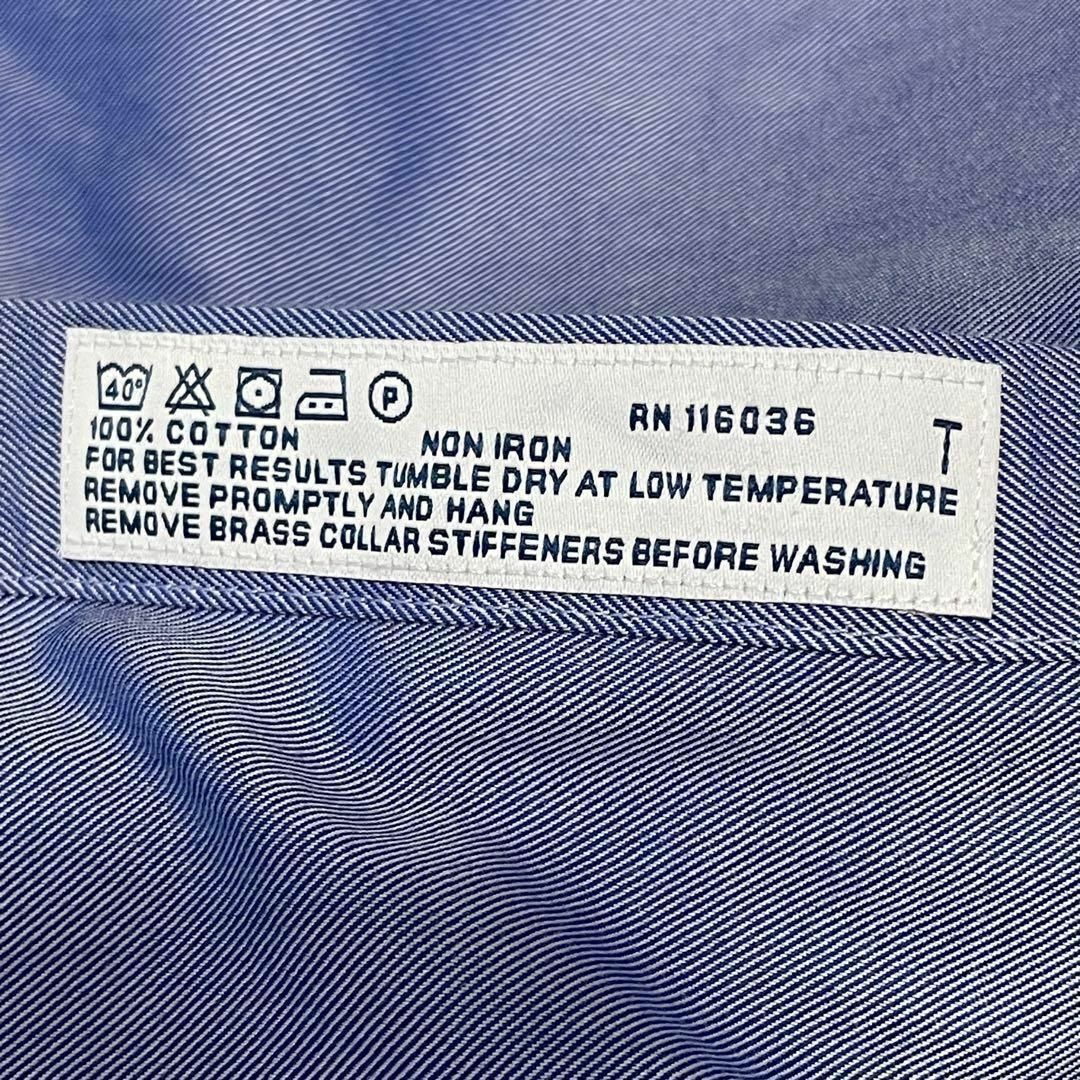 40° P RN 116036 T
100% COTTON NON IRON
FOR BEST RESULTS TUMBLE DRY AT LOW TEMPERATURE
REMOVE PROMPTLY AND HANG
REMOVE BRASS COLLAR STIFFENERS BEFORE WASHING